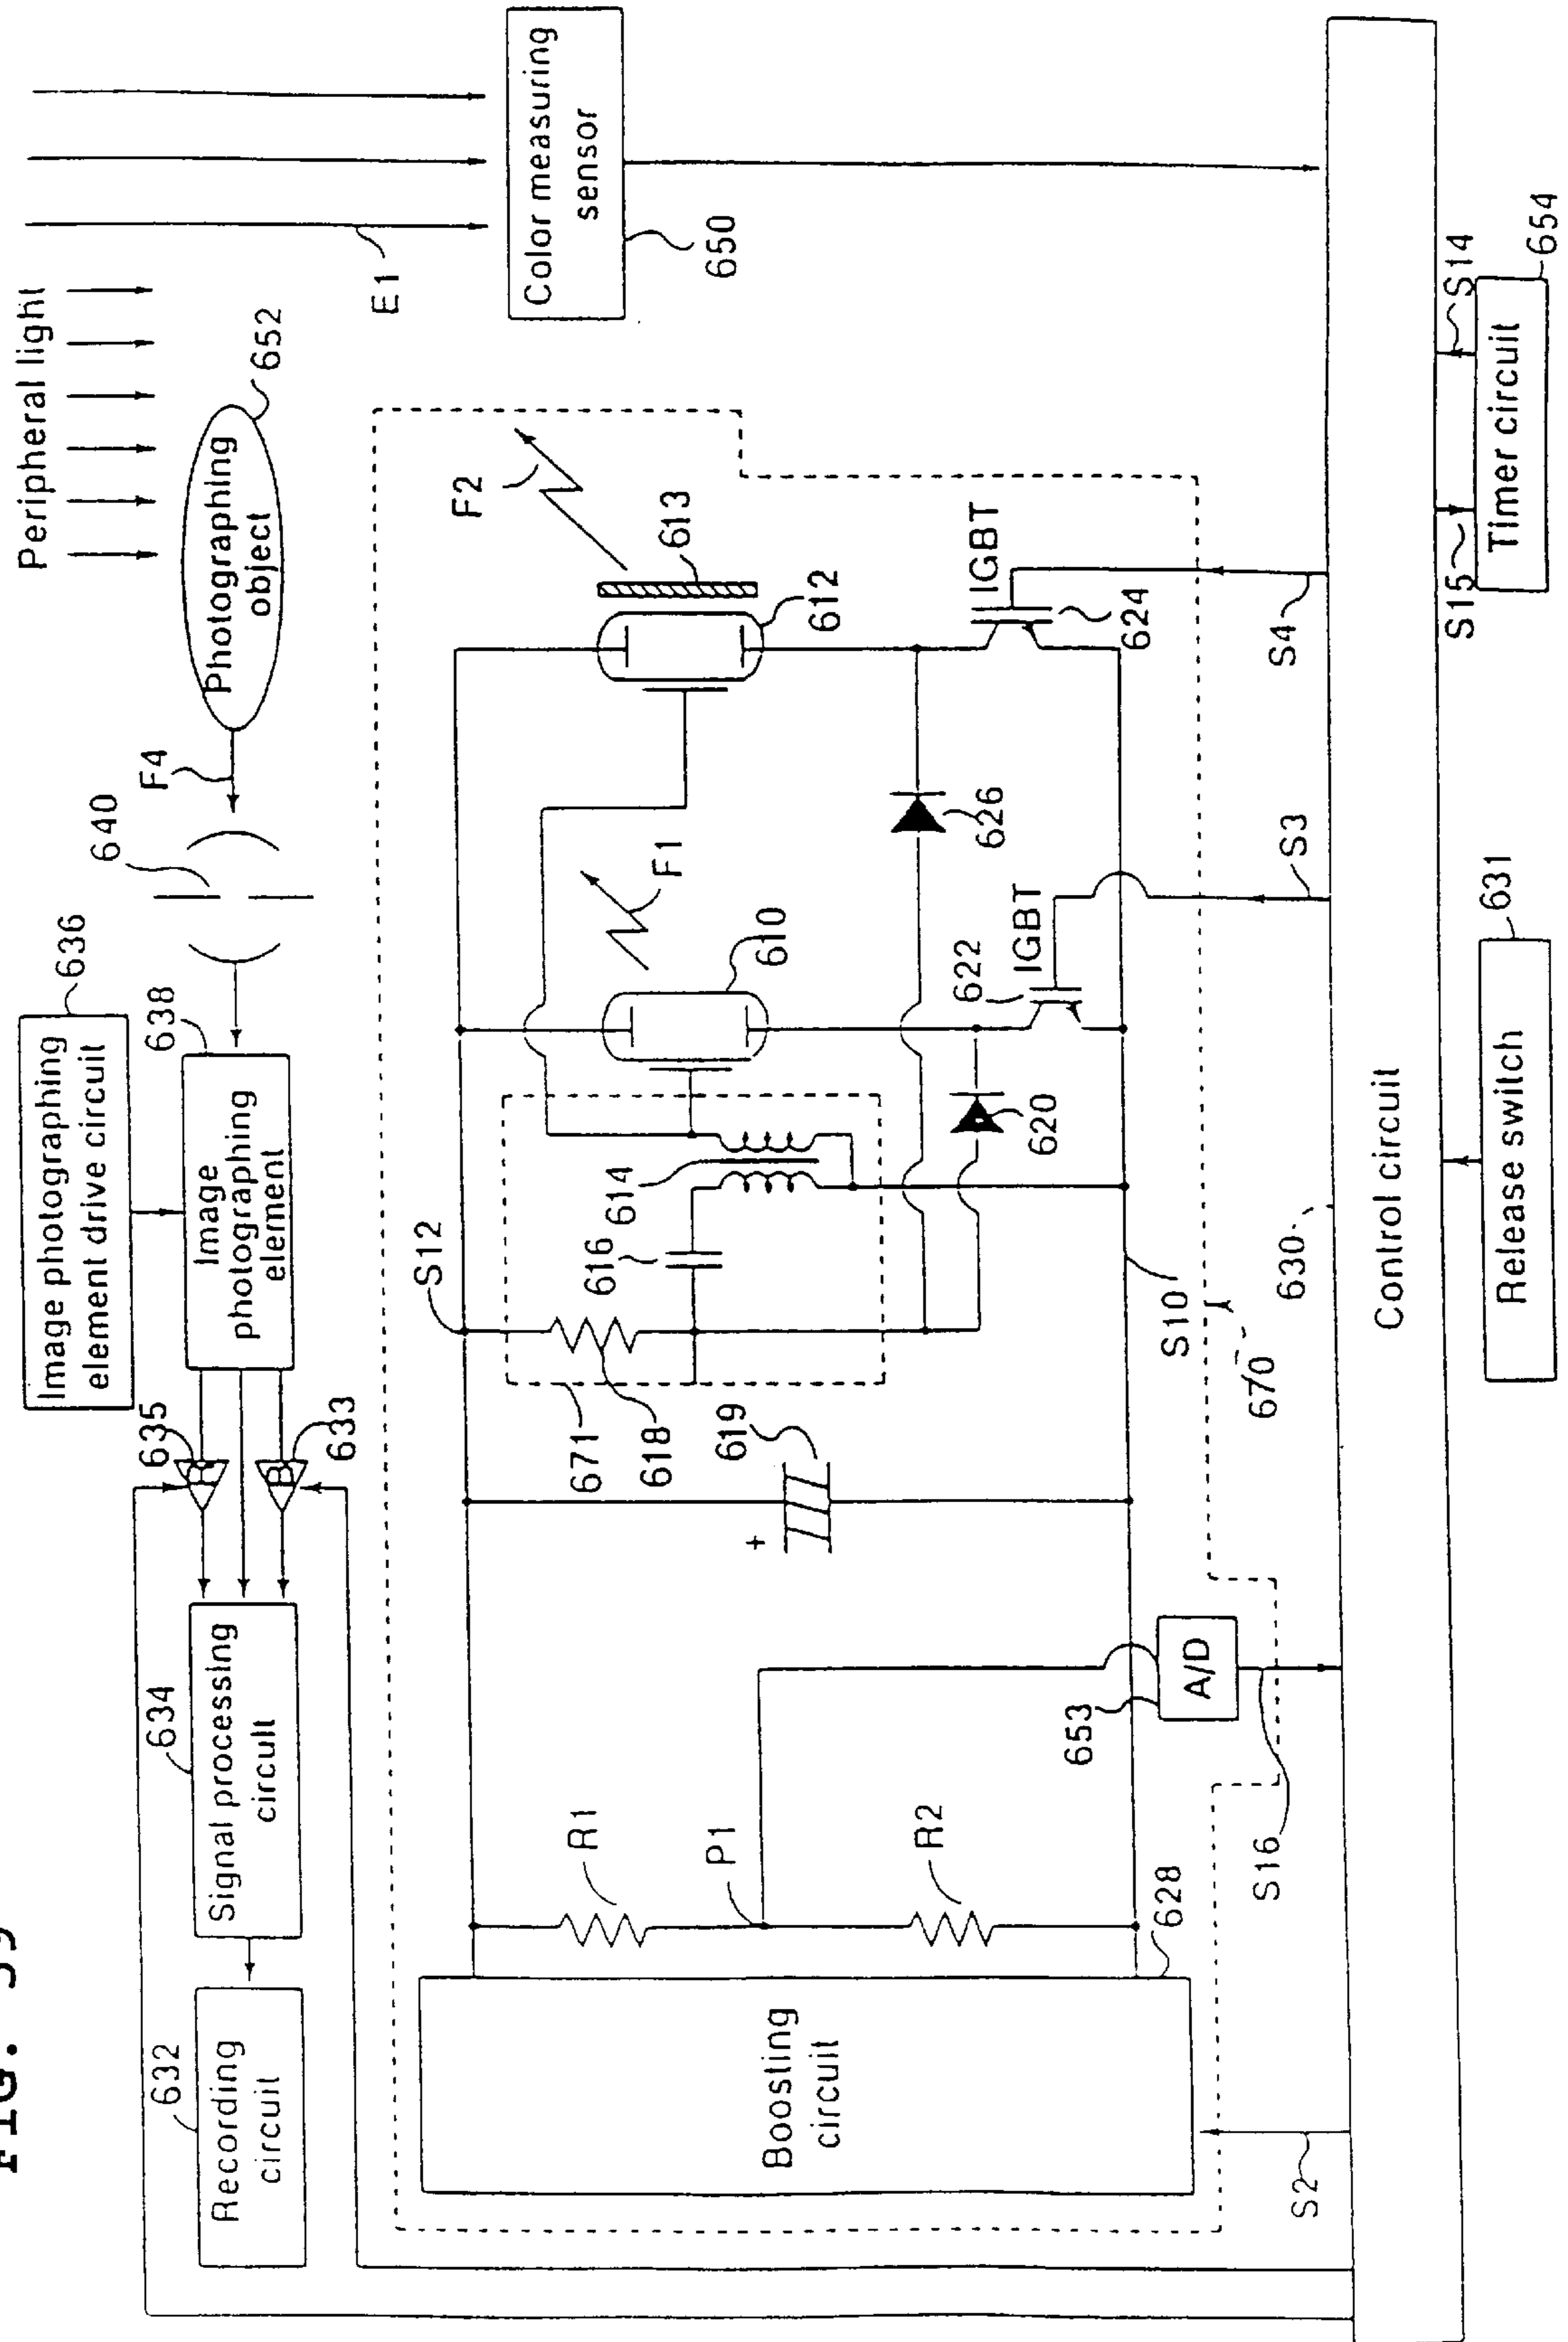 FIG.
Peripheral light
E1
Color measuring
sensor
650
Photographing
object
652
F4
640
Image photographing
element drive circuit
636
Image
photographing
element
638
635
633
Signal processing
circult
634
Recording
circuit
632
Boosting
circuit
628
R1
P1
R2
A/D
653
S16
S2
+
619
S12
671
618
616
614
620
610
F1
622
IGBT
626
612
613
F2
624
IGBT
S10
670
630
S3
S4
Control circuit
Release switch
631
Timer circuit
654
S15
S14